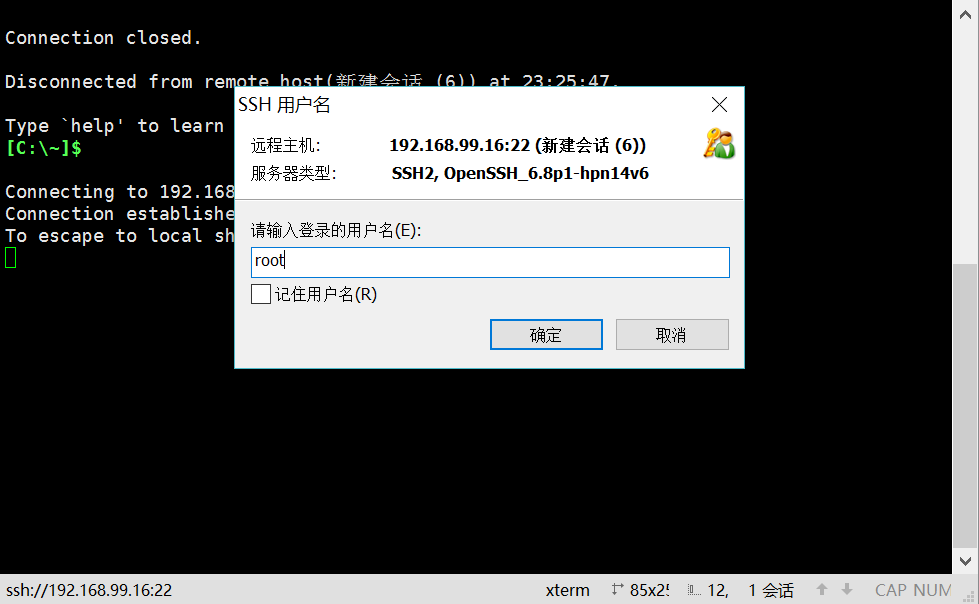 Connection closed.
Disconnected from remote host(新建会话 (6)) at 23:25:47.
Type `help' to learn
[C:\~]$
Connecting to 192.168
Connection establishe
To escape to local sh
SSH 用户名
远程主机:
192.168.99.16:22 (新建会话 (6))
服务器类型:
SSH2, OpenSSH_6.8p1-hpn14v6
请输入登录的用户名(E):
root
记住用户名(R)
确定
取消
ssh://192.168.99.16:22
xterm
85x25
12,
1 会话
CAP
NUM